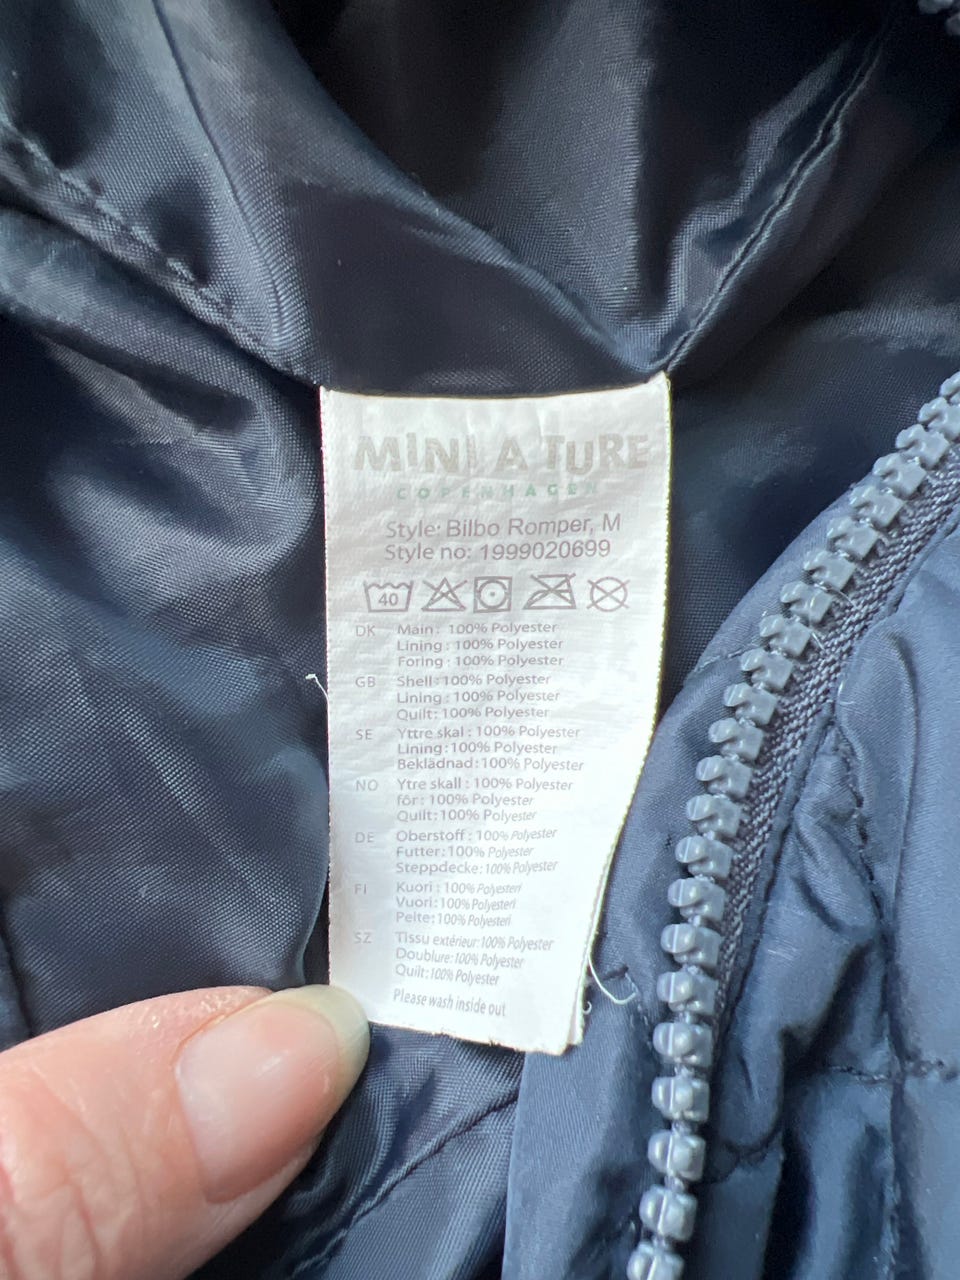 MINI A TURE
COPENHAGEN
Style: Bilbo Romper, M
Style no: 1999020699
40
DK Main : 100% Polyester
Lining : 100% Polyester
Foring : 100% Polyester
GB Shell : 100% Polyester
Lining : 100% Polyester
Quilt : 100% Polyester
SE Yttre skal : 100% Polyester
Lining : 100% Polyester
Beklädnad : 100% Polyester
NO Ytre skall : 100% Polyester
fôr : 100% Polyester
Quilt : 100% Polyester
DE Oberstoff : 100% Polyester
Futter : 100% Polyester
Steppdecke : 100% Polyester
FI Kuori : 100% Polyesteri
Vuori : 100% Polyesteri
Peite : 100% Polyesteri
SZ Tissu extérieur: 100% Polyester
Doublure: 100% Polyester
Quilt : 100% Polyester
Please wash inside out